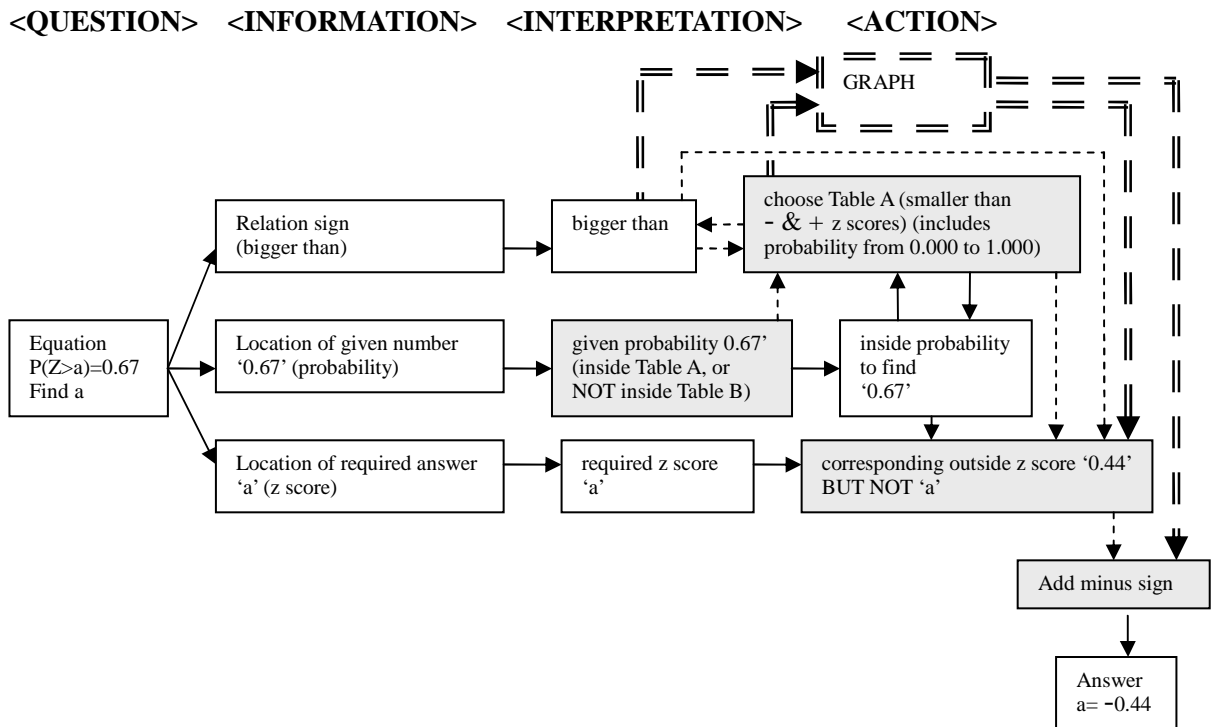 <QUESTION> <INFORMATION> <INTERPRETATION> <ACTION>
GRAPH
Relation sign
(bigger than)
bigger than
choose Table A (smaller than
- & + z scores) (includes
probability from 0.000 to 1.000)
Equation
P(Z>a)=0.67
Find a
Location of given number
‘0.67’ (probability)
given probability 0.67’
(inside Table A, or
NOT inside Table B)
inside probability
to find
‘0.67’
Location of required answer
‘a’ (z score)
required z score
‘a’
corresponding outside z score ‘0.44’
BUT NOT ‘a’
Add minus sign
Answer
a= -0.44